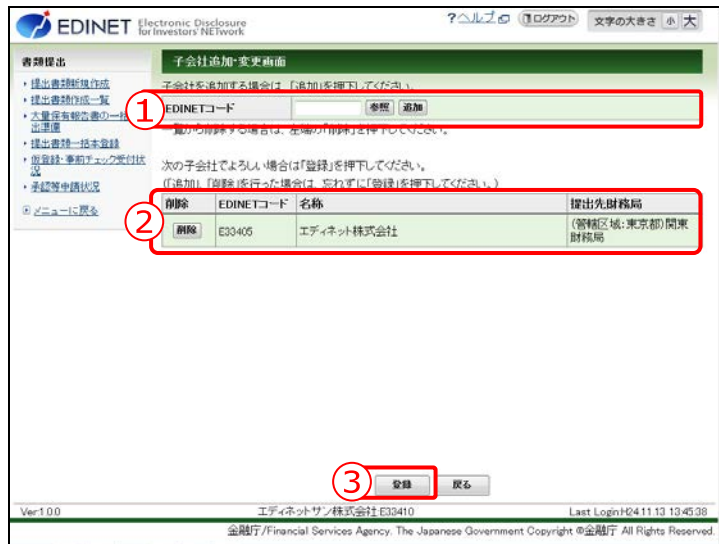 EDINET Electronic Disclosure
for Investors' NETwork
?ヘルプ ログアウト 文字の大きさ 小 大
書類提出
・提出書類新規作成
・提出書類作成一覧
・大量保有報告書の一括提
出準備
・提出書類一括本登録
・仮登録・事前チェック受付状
況
・承認等申請状況
メニューに戻る
子会社追加・変更画面
子会社を追加する場合は、「追加」を押下してください。
①
EDINETコード 参照 追加
一覧から削除する場合は、左端の「削除」を押下してください。
次の子会社でよろしい場合は「登録」を押下してください。
(「追加」、「削除」を行った場合は、忘れずに「登録」を押下してください。)
②
削除 EDINETコード 名称 提出先財務局
削除 E33405 エディネット株式会社 (管轄区域:東京都)関東
財務局
③
登録 戻る
Ver.1.0.0 エディネットサン株式会社:E33410 Last Login:H24.11.13 13:45:38
金融庁/Financial Services Agency. The Japanese Government Copyright ©金融庁 All Rights Reserved.